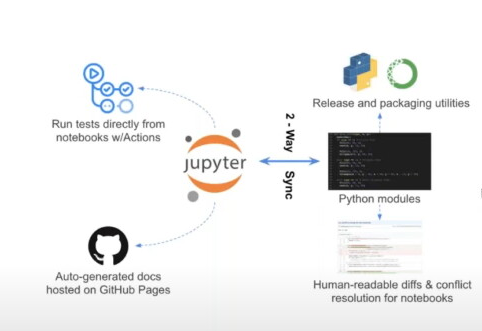 Run tests directly from
notebooks w/Actions
jupyter
Auto-generated docs
hosted on GitHub Pages
2 - Way
Sync
Release and packaging utilities
Python modules
Human-readable diffs & conflict
resolution for notebooks